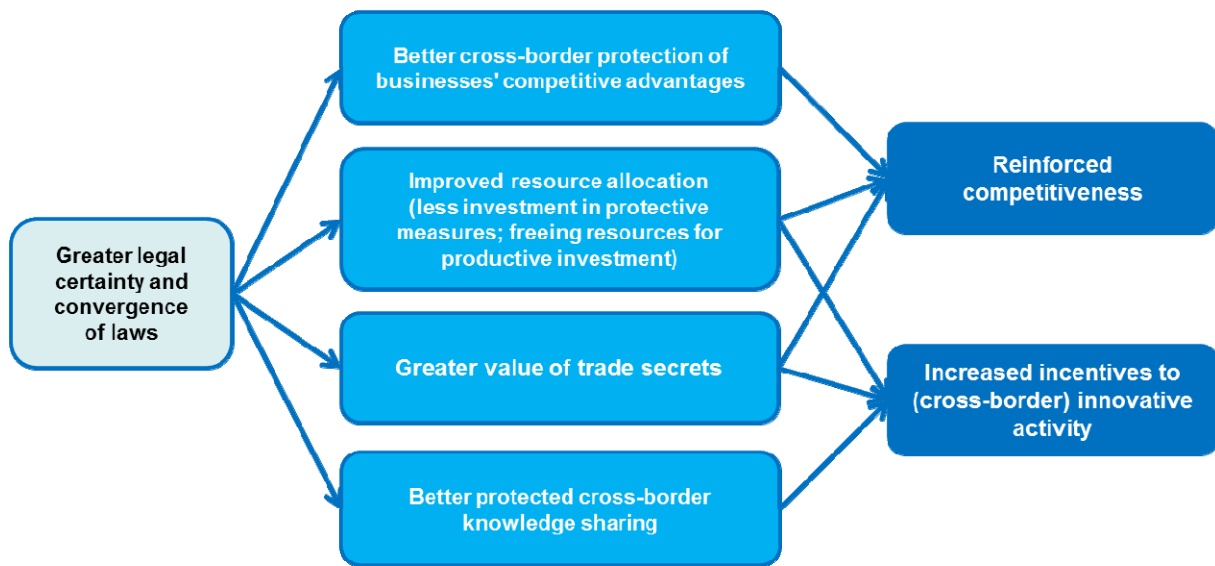 Greater legal
certainty and
convergence
of laws
Better cross-border protection of
businesses' competitive advantages
Improved resource allocation
(less investment in protective
measures; freeing resources for
productive investment)
Greater value of trade secrets
Better protected cross-border
knowledge sharing
Reinforced
competitiveness
Increased incentives to
(cross-border) innovative
activity